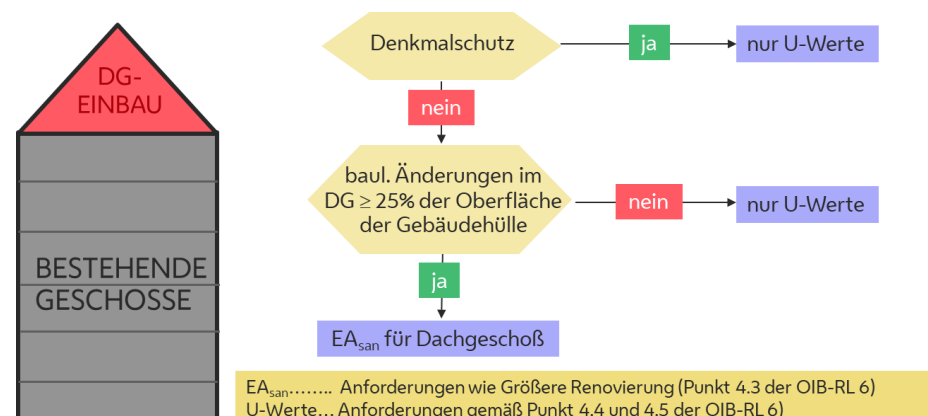 DG-
EINBAU
BESTEHENDE
GESCHOSSE
Denkmalschutz
ja
nur U-Werte
nein
baul. Änderungen im
DG ≥ 25% der Oberfläche
der Gebäudehülle
nein
nur U-Werte
ja
EAsan für Dachgeschoß
EAsan........ Anforderungen wie Größere Renovierung (Punkt 4.3 der OIB-RL 6)
U-Werte... Anforderungen gemäß Punkt 4.4 und 4.5 der OIB-RL 6)